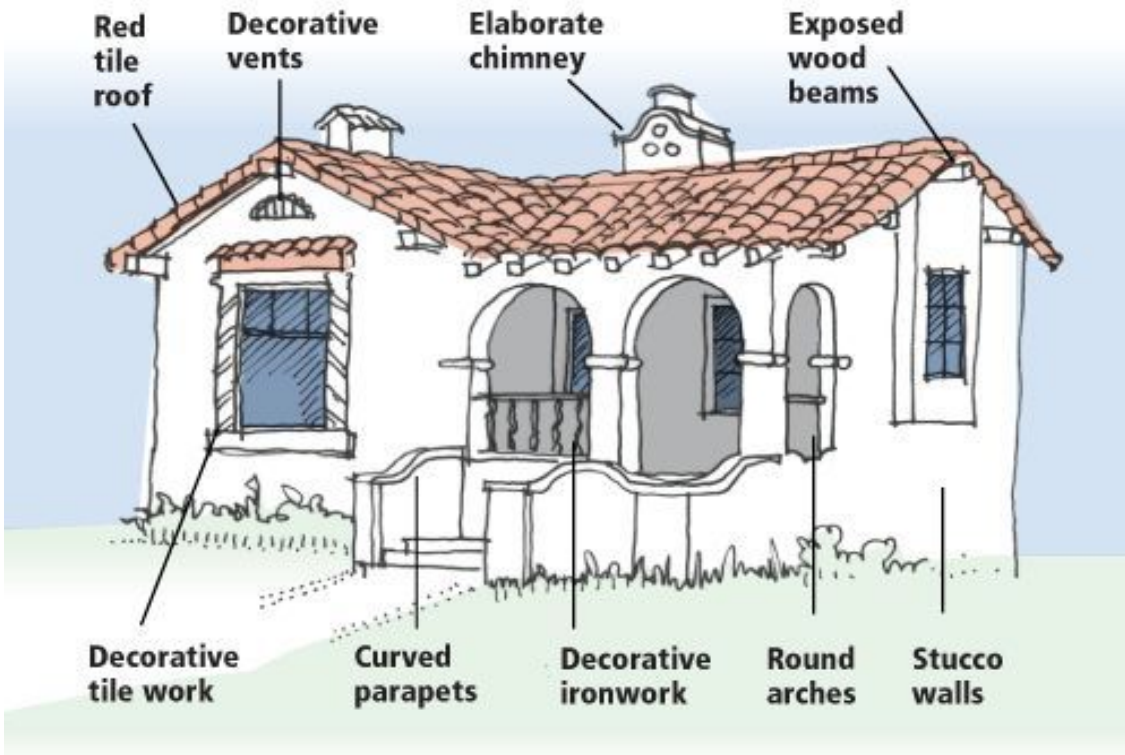 Red
tile
roof
Decorative
vents
Elaborate
chimney
Exposed
wood
beams
Decorative
tile work
Curved
parapets
Decorative
ironwork
Round
arches
Stucco
walls